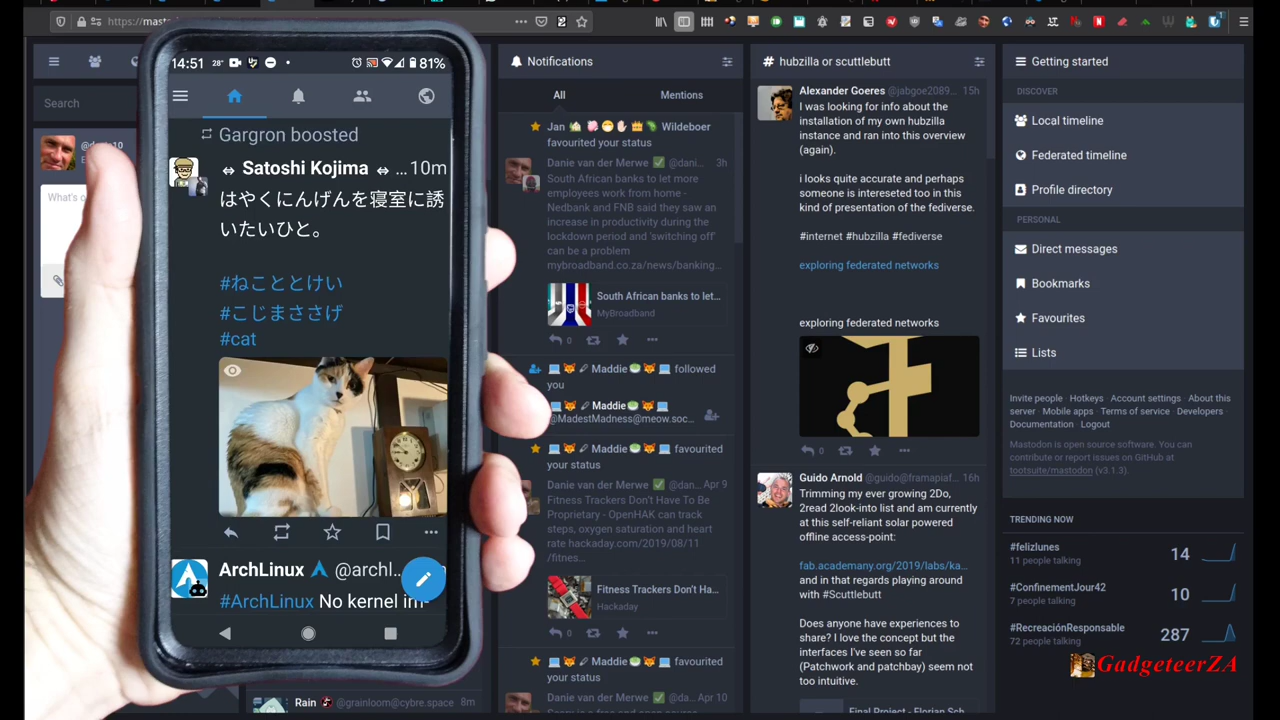 https://mast
14:51
28°
81%
Search
Gargron boosted
Satoshi Kojima
10m
はやくにんげんを寝室に誘
いたいひと。
#ねこととけい
#こじまささげ
#cat
ArchLinux @archl...
#ArchLinux No kernel im-
Rain @grainloom@cybre.space 8m
Notifications
All Mentions
Jan Wildeboer
favourited your status
Danie van der Merwe @dani... 3h
South African banks to let more
employees work from home -
Nedbank and FNB said they saw an
increase in productivity during the
lockdown period and 'switching off'
can be a problem
mybroadband.co.za/news/banking...
South African banks to let...
MyBroadband
0
Maddie followed
you
Maddie
@MadestMadness@meow.soc...
Maddie favourited
your status
Danie van der Merwe @da... Apr 9
Fitness Trackers Don't Have To Be
Proprietary - OpenHAK can track
steps, oxygen saturation and heart
rate hackaday.com/2019/08/11
/fitnes...
Fitness Trackers Don't Ha...
Hackaday
0
Maddie favourited
your status
Danie van der Merwe @da... Apr 10
# hubzilla or scuttlebutt
Alexander Goeres @jabgoe2089... 15h
I was looking for info about the
installation of my own hubzilla
instance and ran into this overview
(again).
i looks quite accurate and perhaps
someone is intereseted too in this
kind of presentation of the fediverse.
#internet #hubzilla #fediverse
exploring federated networks
exploring federated networks
0
Guido Arnold @guido@framapiaf... 16h
Trimming my ever growing 2Do,
2read 2look-into list and am currently
at this self-reliant solar powered
offline access-point:
fab.academany.org/2019/labs/ka...
and in that regards playing around
with #Scuttlebutt
Does anyone have experiences to
share? I love the concept but the
interfaces I've seen so far
(Patchwork and patchbay) seem not
too intuitive.
Final Project - Florian Sch
Getting started
DISCOVER
Local timeline
Federated timeline
Profile directory
PERSONAL
Direct messages
Bookmarks
Favourites
Lists
Invite people · Hotkeys · Account settings · About this
server · Mobile apps · Terms of service · Developers ·
Documentation · Logout
Mastodon is open source software. You can
contribute or report issues on GitHub at
tootsuite/mastodon (v3.1.3).
TRENDING NOW
#felizlunes 14
11 people talking
#ConfinementJour42 10
7 people talking
#RecreaciónResponsable 287
72 people talking
GadgeteerZA